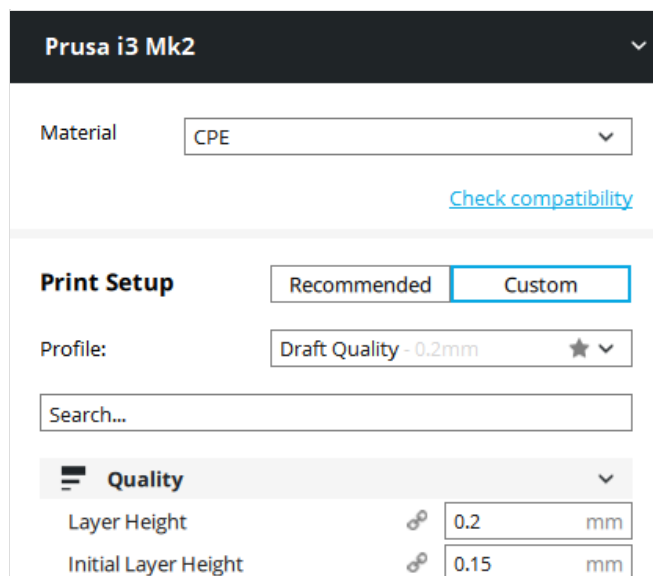 Prusa i3 Mk2
Material CPE
Check compatibility
Print Setup Recommended Custom
Profile: Draft Quality - 0.2mm
Search...
Quality
Layer Height 0.2 mm
Initial Layer Height 0.15 mm